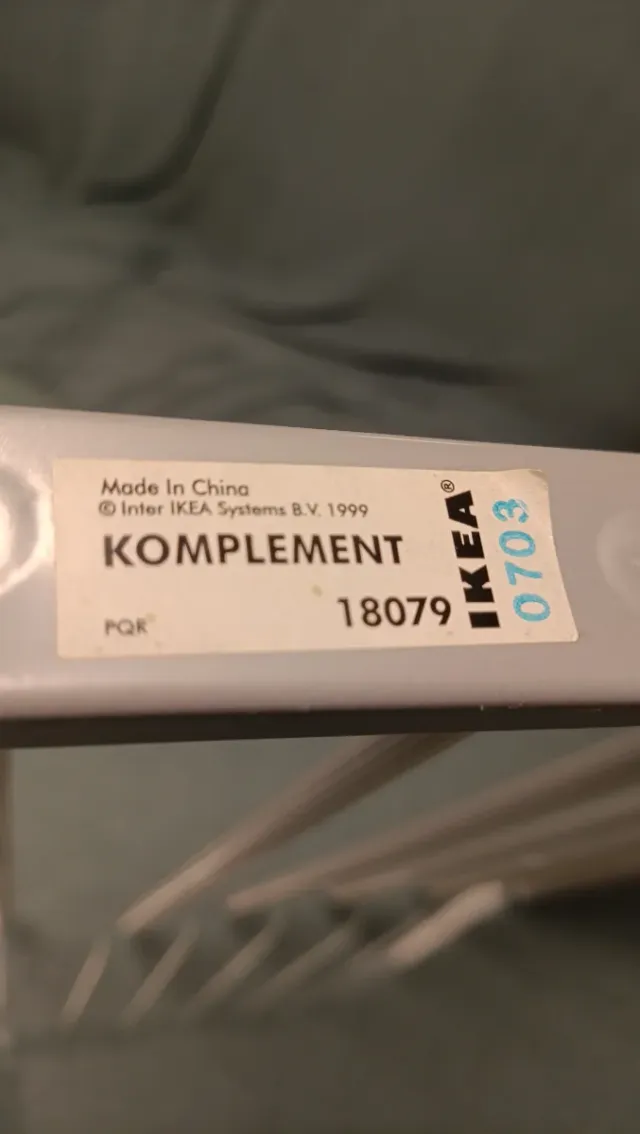 Made In China
© Inter IKEA Systems B.V. 1999
KOMPLEMENT
18079
PQR
IKEA®
0703